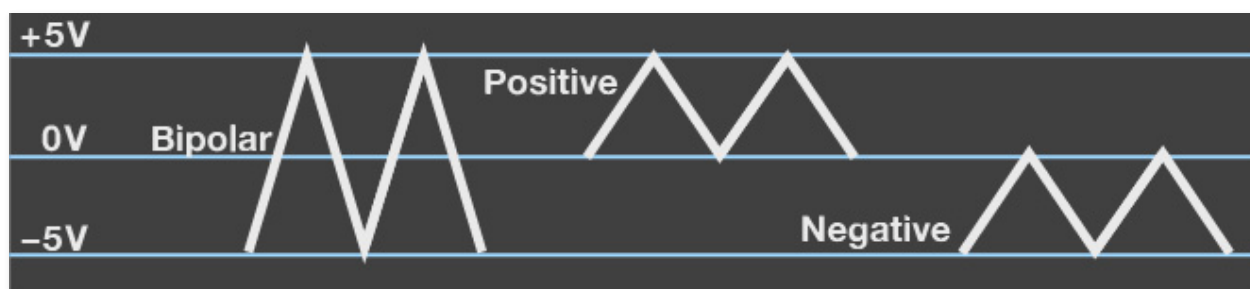 +5V
Positive
0V
Bipolar
Negative
–5V